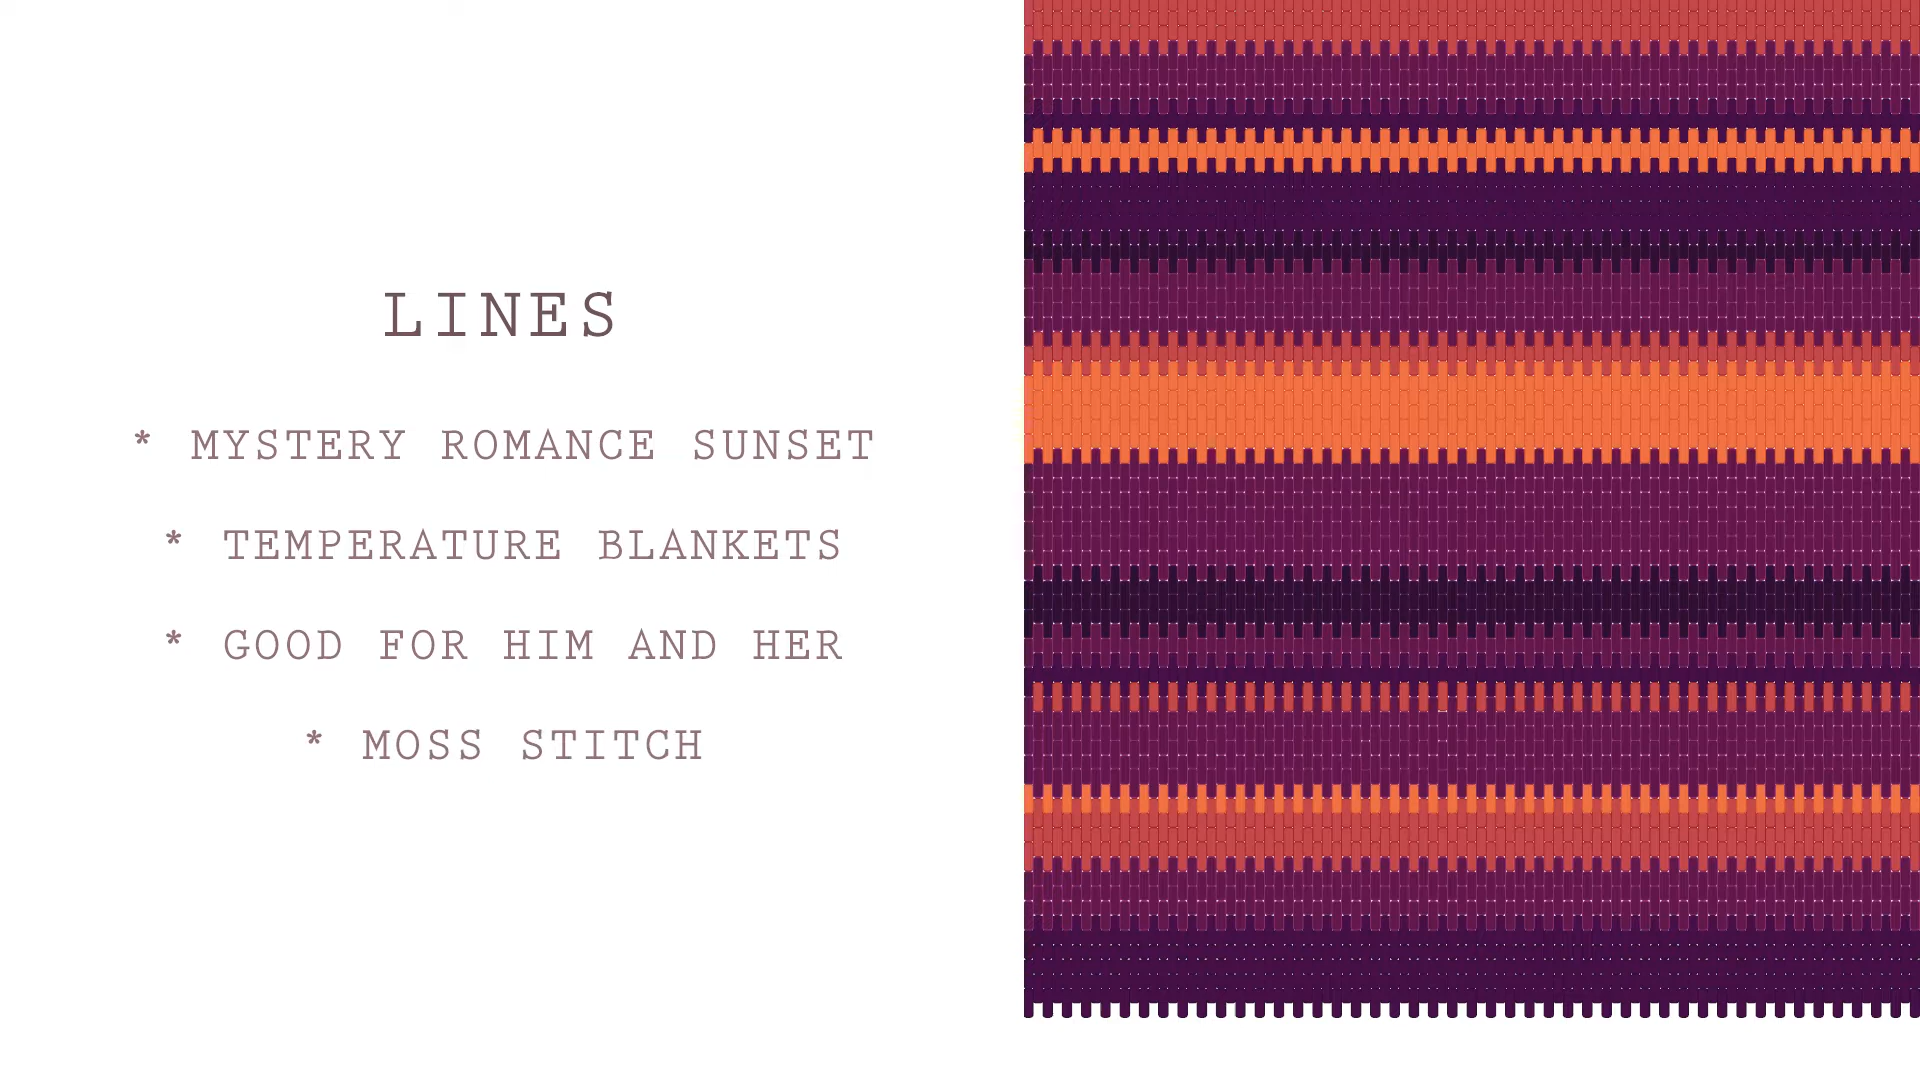 LINES
* MYSTERY ROMANCE SUNSET
* TEMPERATURE BLANKETS
* GOOD FOR HIM AND HER
* MOSS STITCH